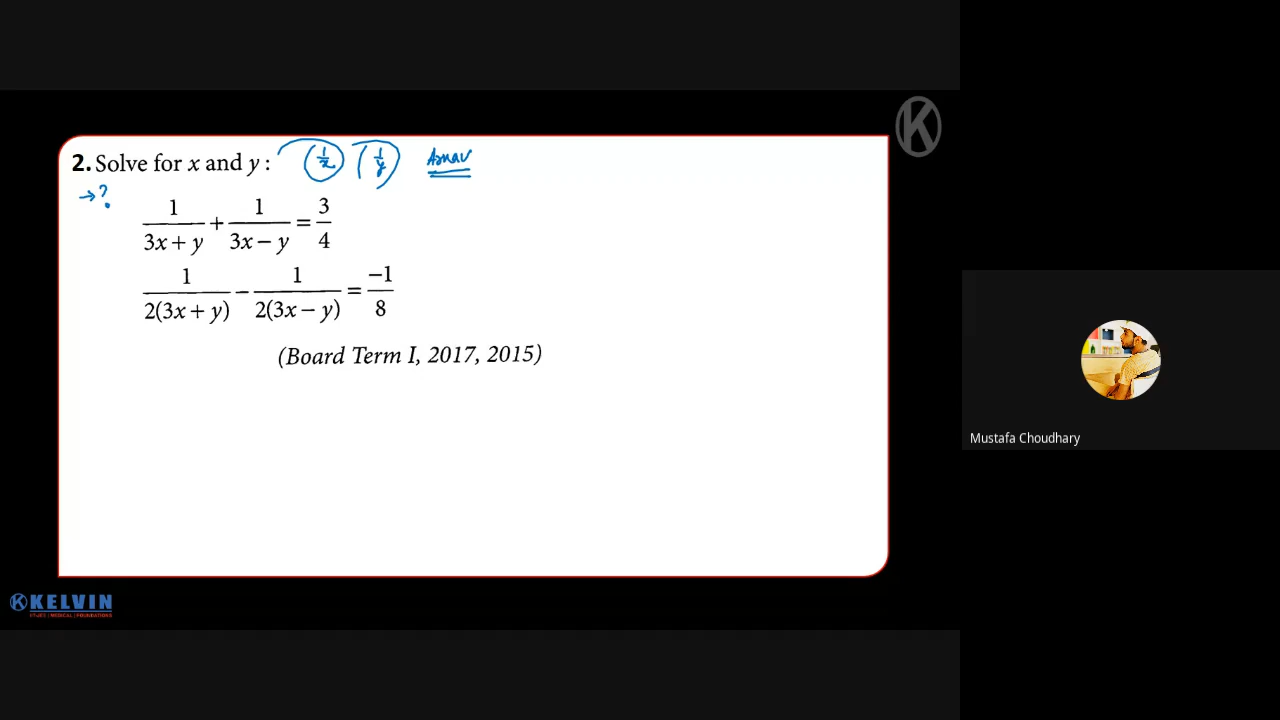 2. Solve for x and y : (1/x) (1/y) Arnav
→ ?
1/(3x + y) + 1/(3x − y) = 3/4
1/(2(3x + y)) − 1/(2(3x − y)) = −1/8
(Board Term I, 2017, 2015)
Mustafa Choudhary
KELVIN